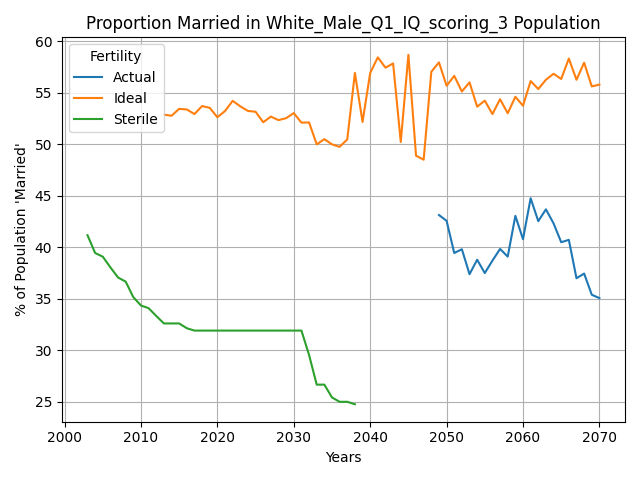 Proportion Married in White_Male_Q1_IQ_scoring_3 Population
% of Population 'Married'
60
55
50
45
40
35
30
25
Fertility
Actual
Ideal
Sterile
2000 2010 2020 2030 2040 2050 2060 2070
Years